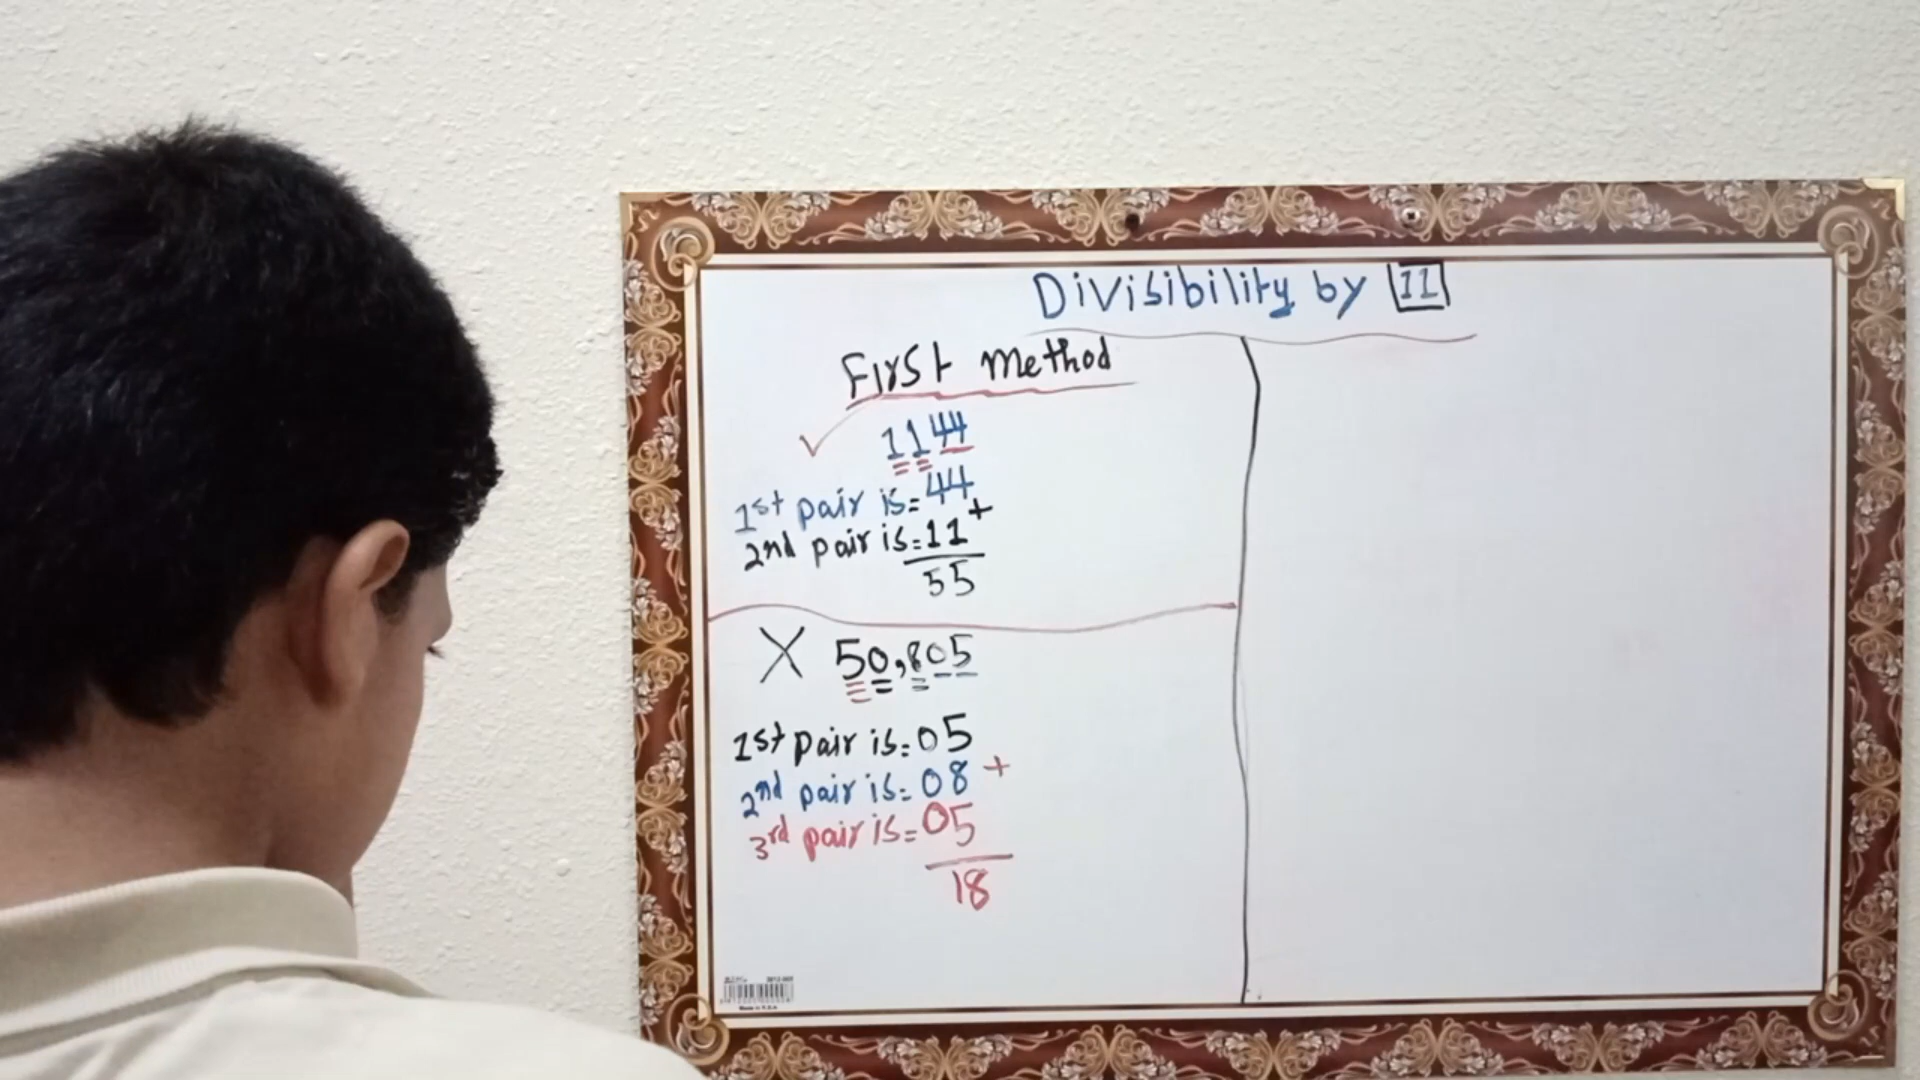 Divisibility by 11
First Method
1144
1st pair is=44
+
2nd pair is=11
55
X 50,805
1st pair is=05
2nd pair is=08 +
3rd pair is=05
18